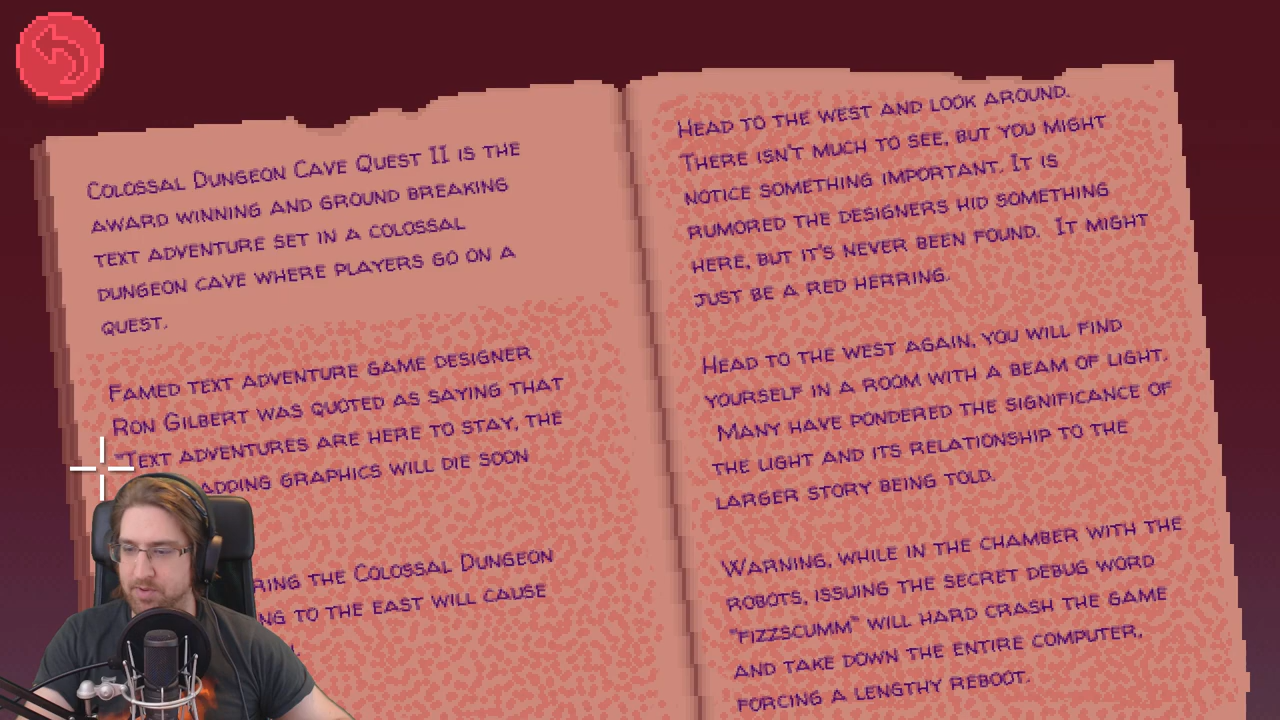 Colossal Dungeon Cave Quest II is the
award winning and ground breaking
text adventure set in a colossal
dungeon cave where players go on a
quest.
Famed text adventure game designer
Ron Gilbert was quoted as saying that
"Text adventures are here to stay, the
adding graphics will die soon
ring the Colossal Dungeon
ng to the east will cause
Head to the west and look around.
There isn't much to see, but you might
notice something important. It is
rumored the designers hid something
here, but it's never been found. It might
just be a red herring.
Head to the west again, you will find
yourself in a room with a beam of light.
Many have pondered the significance of
the light and its relationship to the
larger story being told.
Warning, while in the chamber with the
robots, issuing the secret debug word
"fizzscumm" will hard crash the game
and take down the entire computer,
forcing a lengthy reboot.